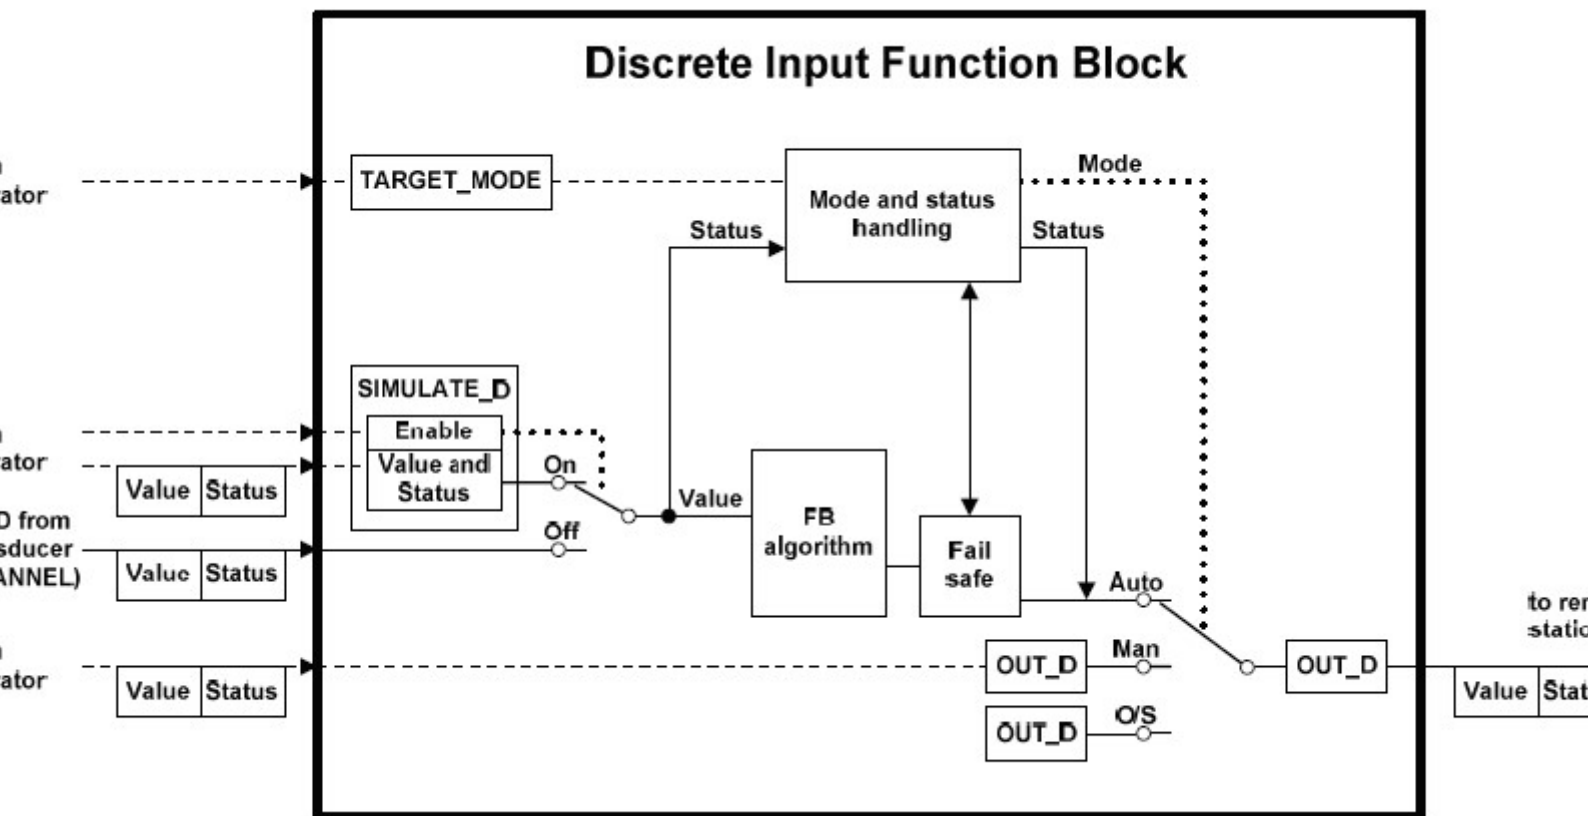 Discrete Input Function Block
TARGET_MODE
Mode and status
handling
Mode
Status
Status
SIMULATE_D
Enable
Value and
Status
On
Off
Value
FB
algorithm
Fail
safe
Auto
Man
O/S
OUT_D
OUT_D
OUT_D
Value Status
D from
Value Status
Value Status
Value